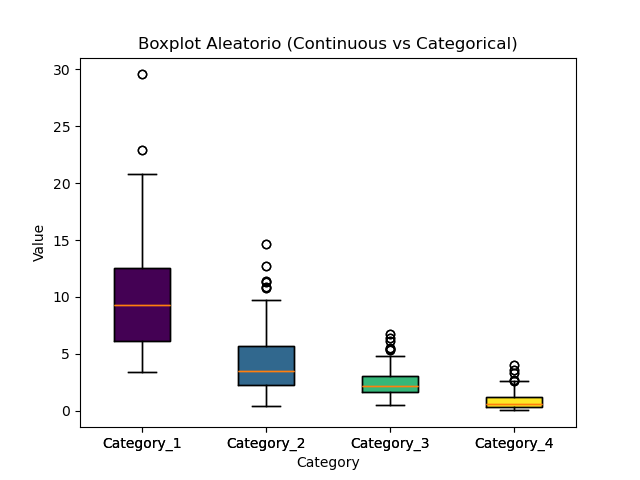 Boxplot Aleatorio (Continuous vs Categorical)
30
25
20
15
10
5
0
Value
Category_1 Category_2 Category_3 Category_4
Category